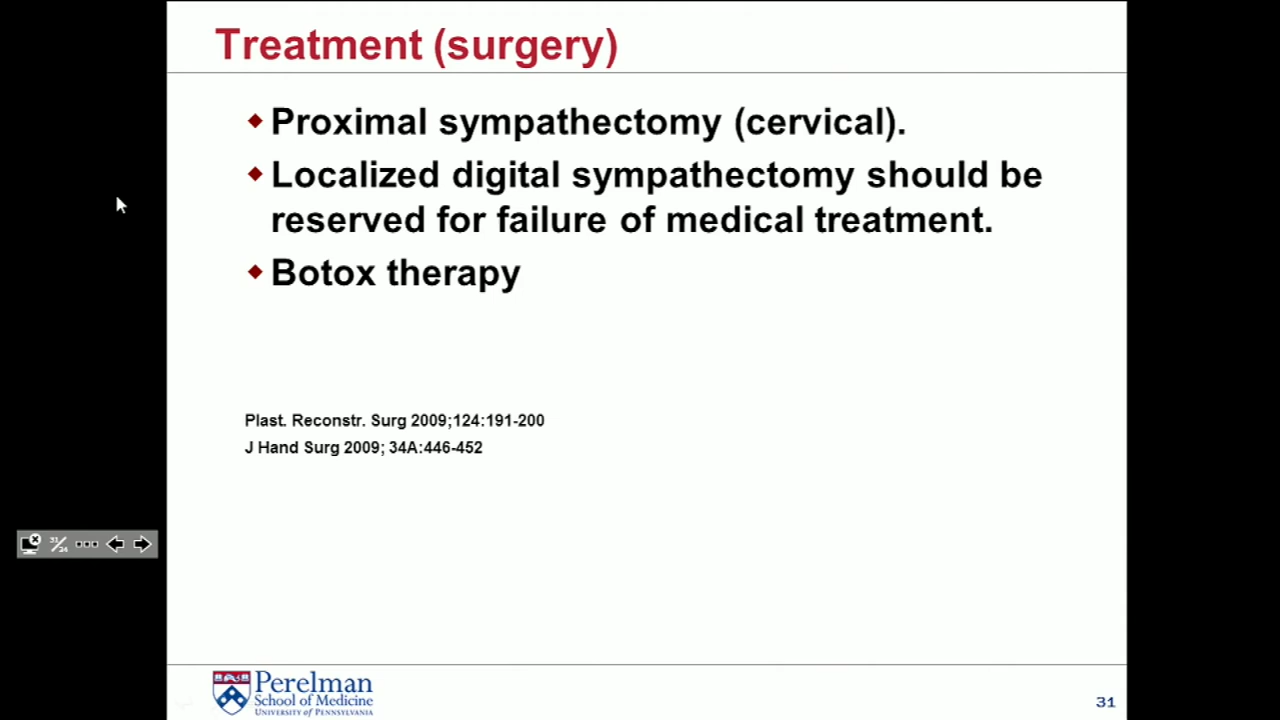 Treatment (surgery)
Proximal sympathectomy (cervical).
Localized digital sympathectomy should be
reserved for failure of medical treatment.
Botox therapy
Plast. Reconstr. Surg 2009;124:191-200
J Hand Surg 2009; 34A:446-452
Perelman
School of Medicine
University of Pennsylvania
31